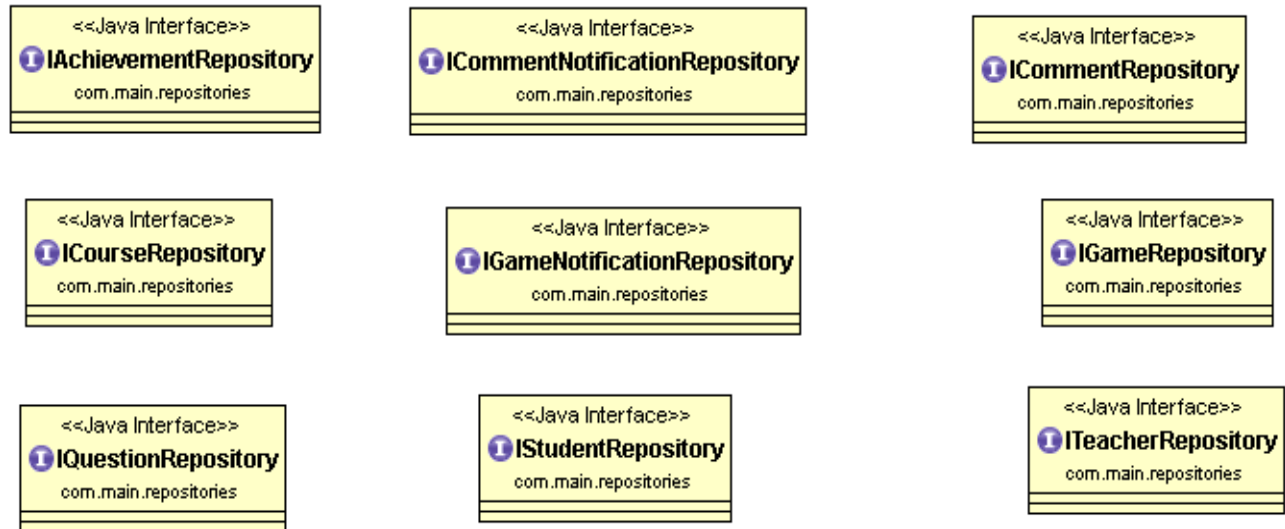 <<Java Interface>>
IAchievementRepository
com.main.repositories
<<Java Interface>>
ICommentNotificationRepository
com.main.repositories
<<Java Interface>>
ICommentRepository
com.main.repositories
<<Java Interface>>
ICourseRepository
com.main.repositories
<<Java Interface>>
IGameNotificationRepository
com.main.repositories
<<Java Interface>>
IGameRepository
com.main.repositories
<<Java Interface>>
IQuestionRepository
com.main.repositories
<<Java Interface>>
IStudentRepository
com.main.repositories
<<Java Interface>>
ITeacherRepository
com.main.repositories